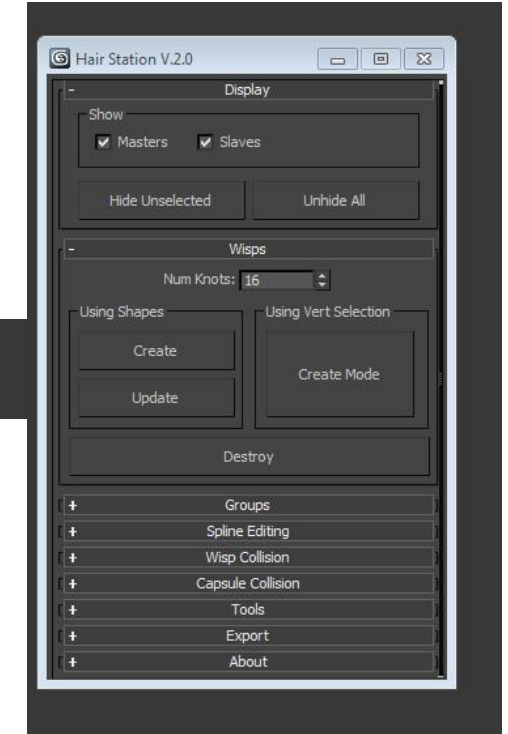 Hair Station V.2.0
- Display
Show
Masters Slaves
Hide Unselected Unhide All
- Wisps
Num Knots: 16
Using Shapes Using Vert Selection
Create
Create Mode
Update
Destroy
+ Groups
+ Spline Editing
+ Wisp Collision
+ Capsule Collision
+ Tools
+ Export
+ About